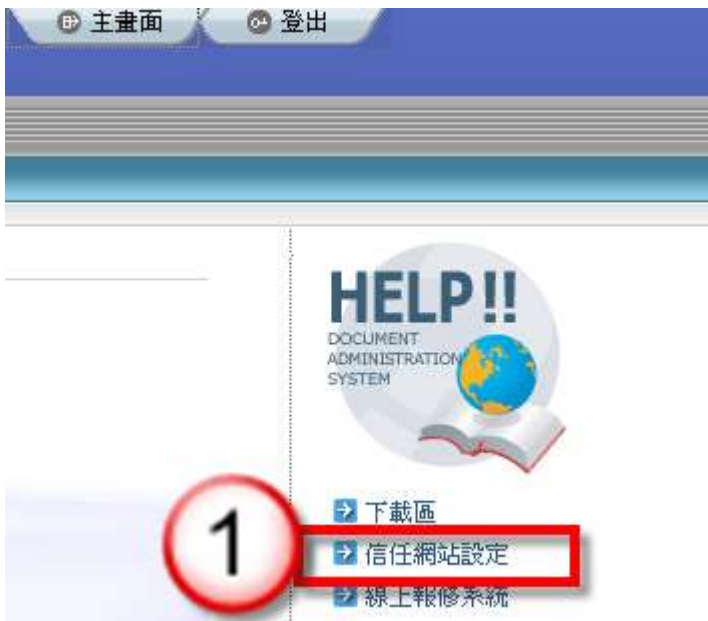 主畫面
登出
HELP!!
DOCUMENT
ADMINISTRATION
SYSTEM
下載區
1
信任網站設定
線上報修系統